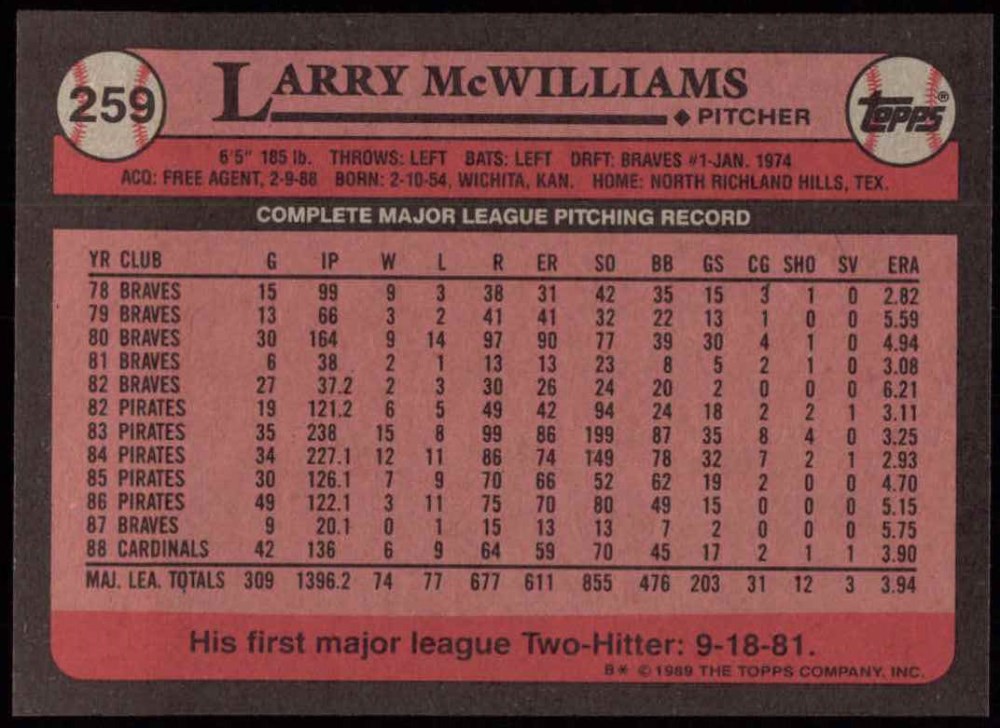 259
LARRY McWILLIAMS
PITCHER
TOPPS®
6'5" 185 lb. THROWS: LEFT BATS: LEFT DRFT: BRAVES #1-JAN. 1974
ACQ: FREE AGENT, 2-9-88 BORN: 2-10-54, WICHITA, KAN. HOME: NORTH RICHLAND HILLS, TEX.
COMPLETE MAJOR LEAGUE PITCHING RECORD
YR CLUB G IP W L R ER SO BB GS CG SHO SV ERA
78 BRAVES 15 99 9 3 38 31 42 35 15 3 1 0 2.82
79 BRAVES 13 66 3 2 41 41 32 22 13 1 0 0 5.59
80 BRAVES 30 164 9 14 97 90 77 39 30 4 1 0 4.94
81 BRAVES 6 38 2 1 13 13 23 8 5 2 1 0 3.08
82 BRAVES 27 37.2 2 3 30 26 24 20 2 0 0 0 6.21
82 PIRATES 19 121.2 6 5 49 42 94 24 18 2 2 1 3.11
83 PIRATES 35 238 15 8 99 86 199 87 35 8 4 0 3.25
84 PIRATES 34 227.1 12 11 86 74 149 78 32 7 2 1 2.93
85 PIRATES 30 126.1 7 9 70 66 52 62 19 2 0 0 4.70
86 PIRATES 49 122.1 3 11 75 70 80 49 15 0 0 0 5.15
87 BRAVES 9 20.1 0 1 15 13 13 7 2 0 0 0 5.75
88 CARDINALS 42 136 6 9 64 59 70 45 17 2 1 1 3.90
MAJ. LEA. TOTALS 309 1396.2 74 77 677 611 855 476 203 31 12 3 3.94
His first major league Two-Hitter: 9-18-81.
B* © 1989 THE TOPPS COMPANY, INC.